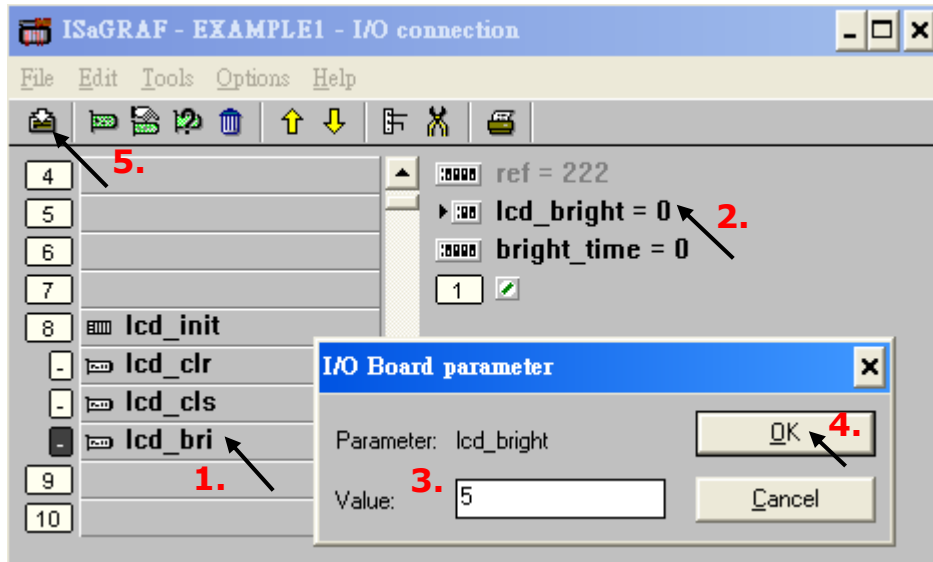 ISaGRAF - EXAMPLE1 - I/O connection
File Edit Tools Options Help
5.
4
5
6
7
8 lcd_init
- lcd_clr
- lcd_cls
- lcd_bri
1.
9
10
ref = 222
lcd_bright = 0
2.
bright_time = 0
1
I/O Board parameter
Parameter: lcd_bright
OK
4.
Value:
3.
5
Cancel